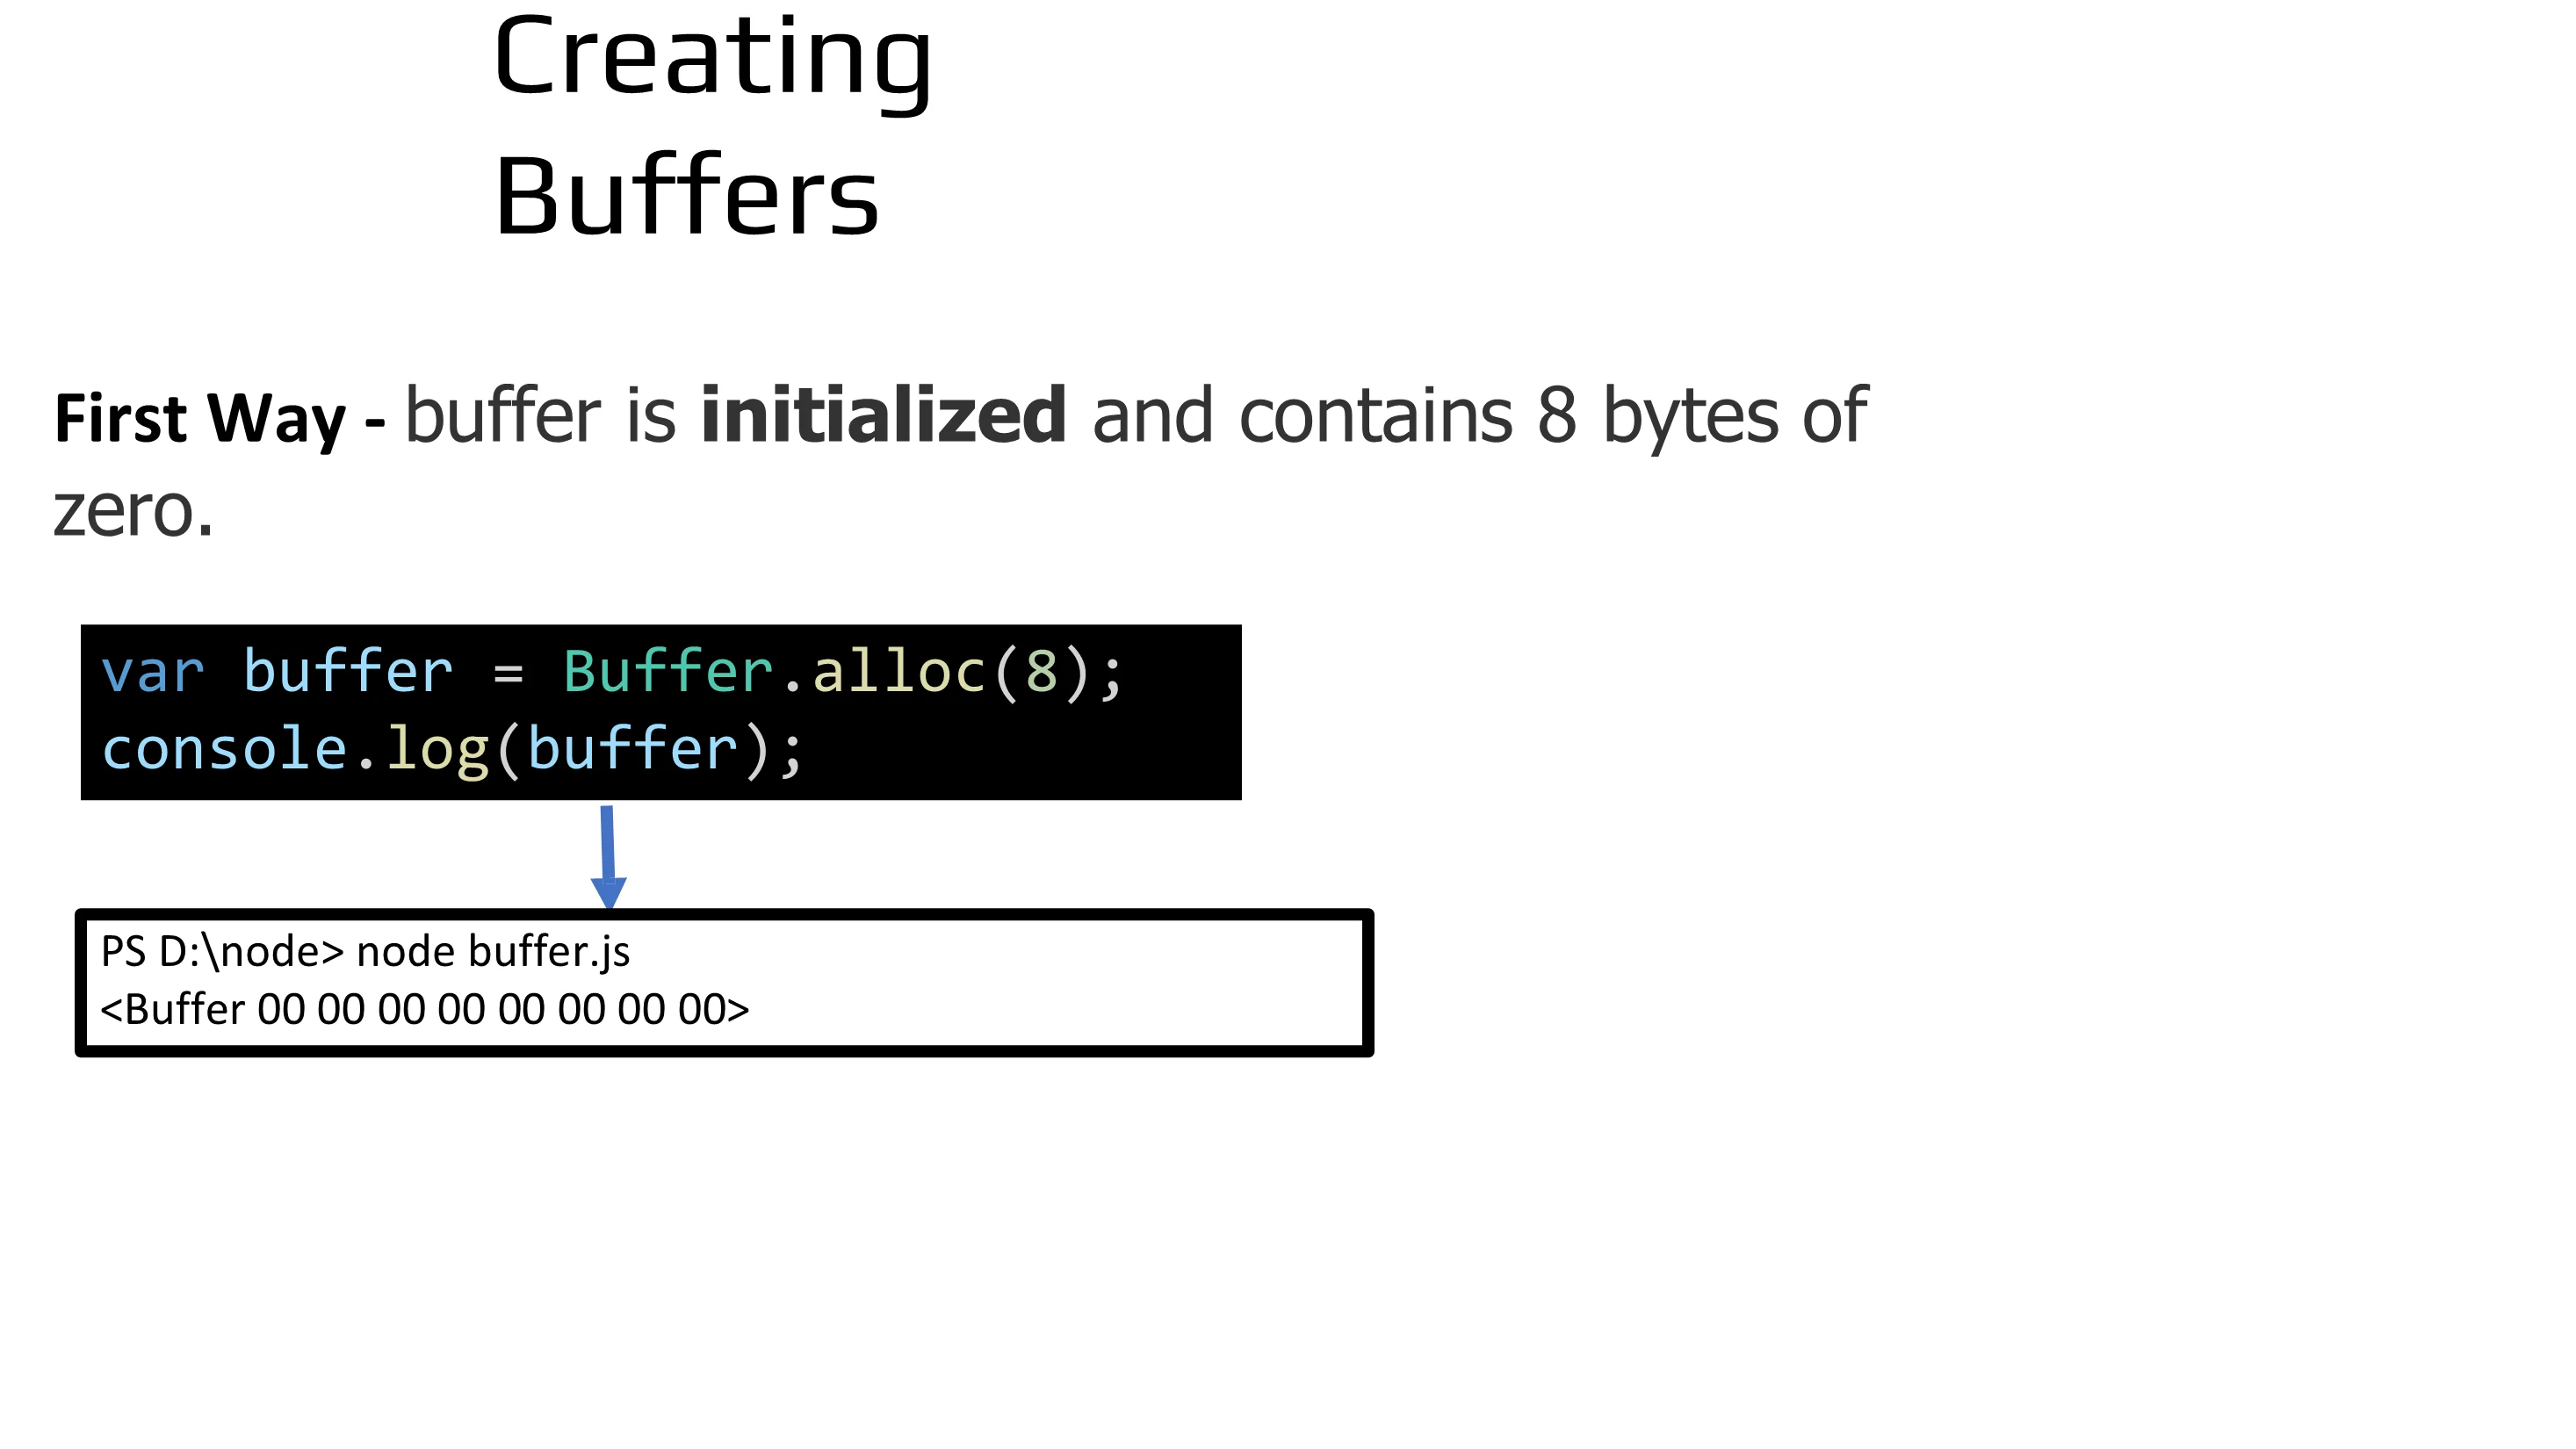 Creating
Buffers
First Way - buffer is initialized and contains 8 bytes of
zero.
var buffer = Buffer.alloc(8);
console.log(buffer);
PS D:\node> node buffer.js
<Buffer 00 00 00 00 00 00 00 00>